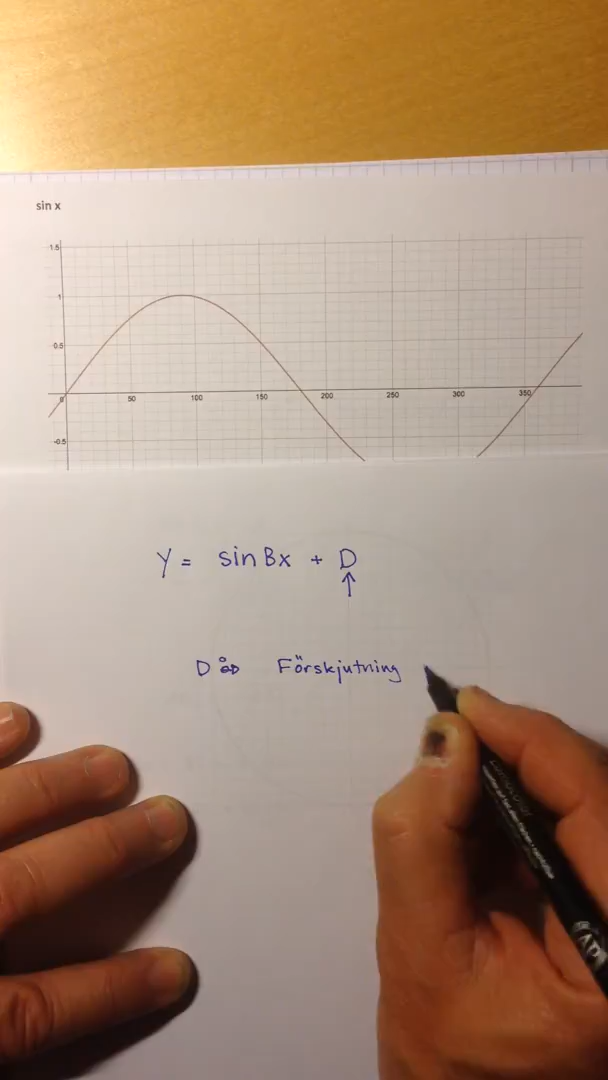 sin x
1.5
1
0.5
0 50 100 150 200 250 300 350
-0.5
Y = sin Bx + D
↑
D Förskjutning